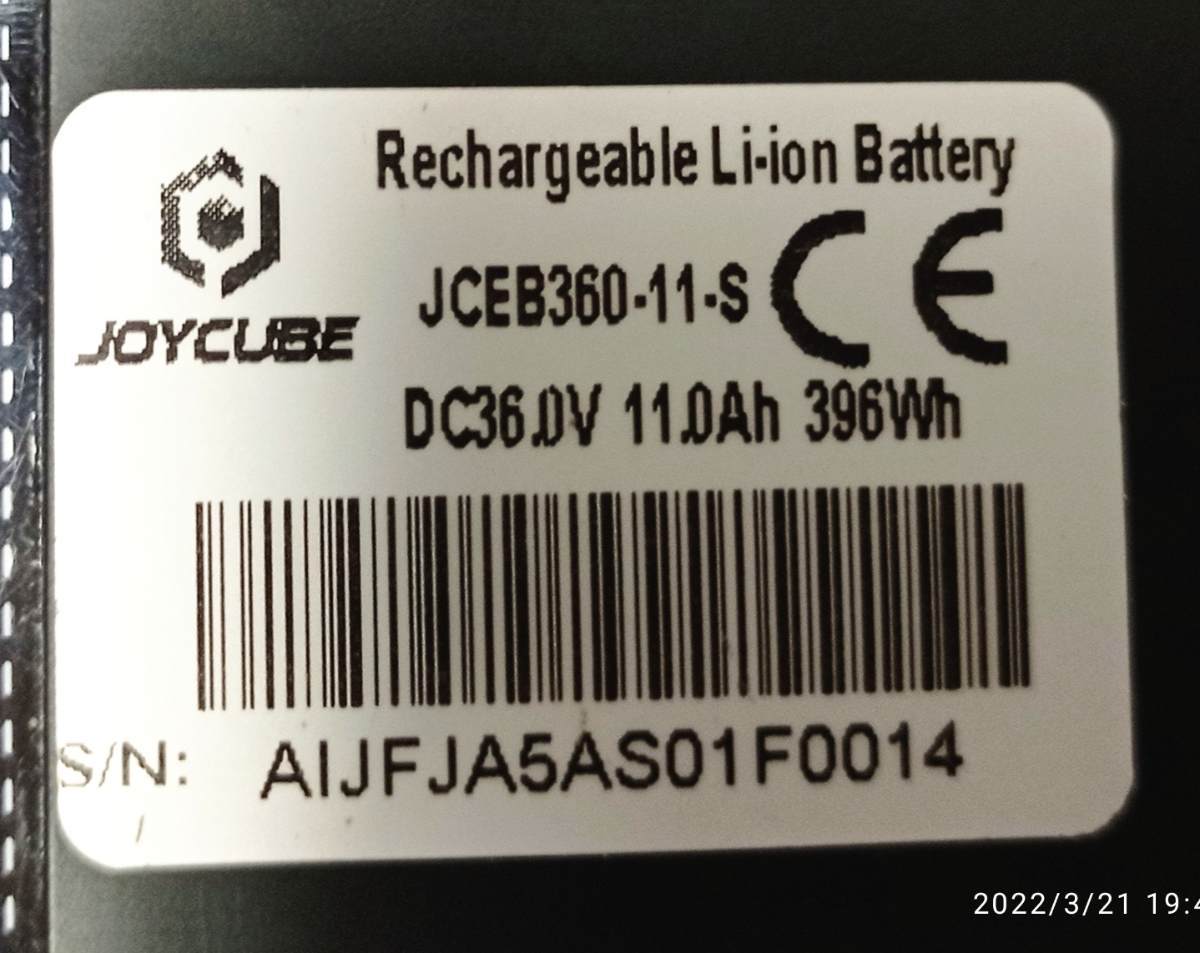 Rechargeable Li-ion Battery
JCEB360-11-S CE
JOYCUBE
DC36.0V 11.0Ah 396Wh
S/N: AIJFJA5AS01F0014
2022/3/21 19:4